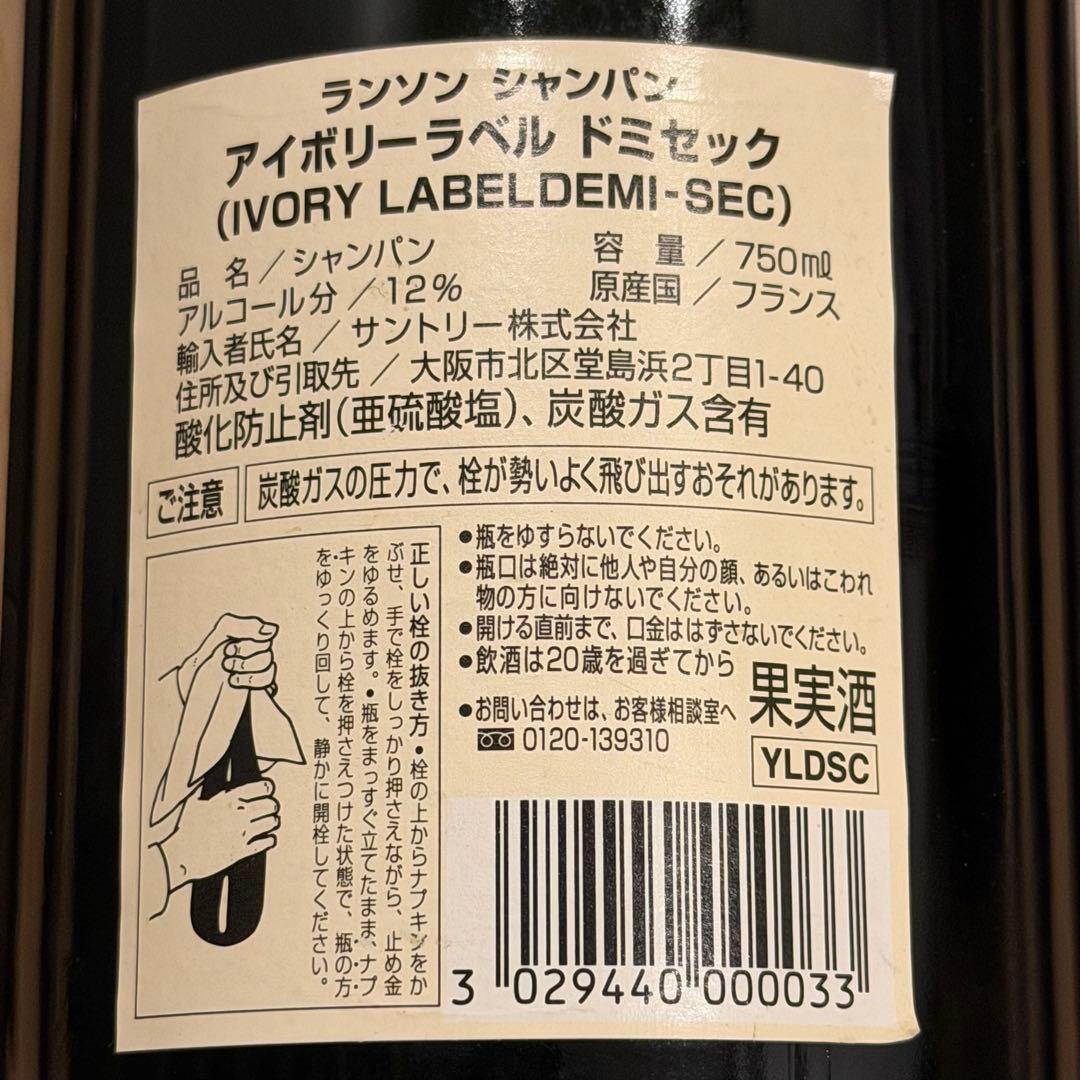 ランソン シャンパン
アイボリーラベル ドミセック
(IVORY LABELDEMI-SEC)
品 名/シャンパン 容 量/750㎖
アルコール分/12% 原産国/フランス
輸入者氏名/サントリー株式会社
住所及び引取先/大阪市北区堂島浜2丁目1-40
酸化防止剤(亜硫酸塩)、炭酸ガス含有
ご注意 炭酸ガスの圧力で、栓が勢いよく飛び出すおそれがあります。
正しい栓の抜き方・栓の上からナプキンをか
ぶせ、手で栓をしっかり押さえながら、止め金
をゆるめます。・瓶をまっすぐ立てたまま、ナプ
キンの上から栓を押さえつけた状態で、瓶の方
をゆっくり回して、静かに開栓してください。
●瓶をゆすらないでください。
●瓶口は絶対に他人や自分の顔、あるいはこわれ
物の方に向けないでください。
●開ける直前まで、口金ははずさないでください。
●飲酒は20歳を過ぎてから
●お問い合わせは、お客様相談室へ
0120-139310
果実酒
YLDSC
3 029440 000033